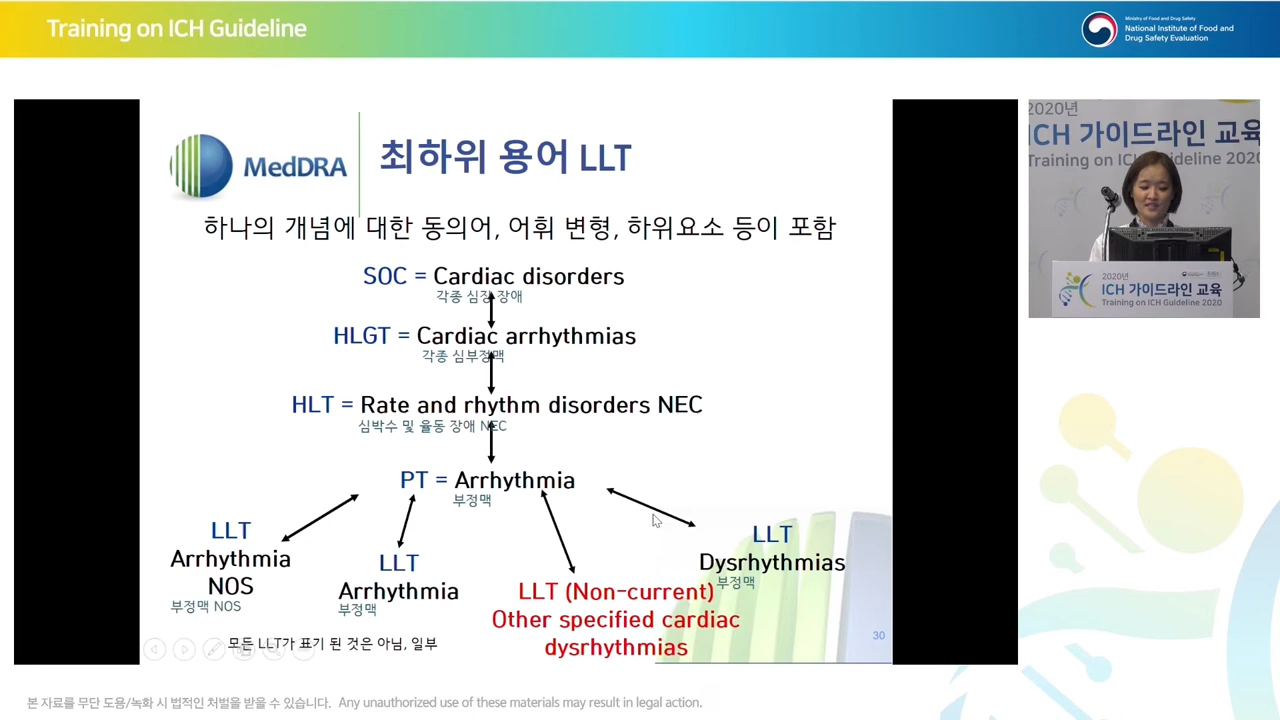 Training on ICH Guideline
Ministry of Food and Drug Safety
National Institute of Food and
Drug Safety Evaluation
MedDRA
최하위 용어 LLT
하나의 개념에 대한 동의어, 어휘 변형, 하위요소 등이 포함
SOC = Cardiac disorders
각종 심장 장애
HLGT = Cardiac arrhythmias
각종 심부정맥
HLT = Rate and rhythm disorders NEC
심박수 및 율동 장애 NEC
PT = Arrhythmia
부정맥
LLT
Arrhythmia
NOS
부정맥 NOS
LLT
Arrhythmia
부정맥
LLT (Non-current)
Other specified cardiac
dysrhythmias
LLT
Dysrhythmias
부정맥
모든 LLT가 표기 된 것은 아님, 일부
30
2020년
ICH 가이드라인 교육
Training on ICH Guideline 2020
2020년
ICH 가이드라인 교육
Training on ICH Guideline 2020
본 자료를 무단 도용/녹화 시 법적인 처벌을 받을 수 있습니다. Any unauthorized use of these materials may result in legal action.